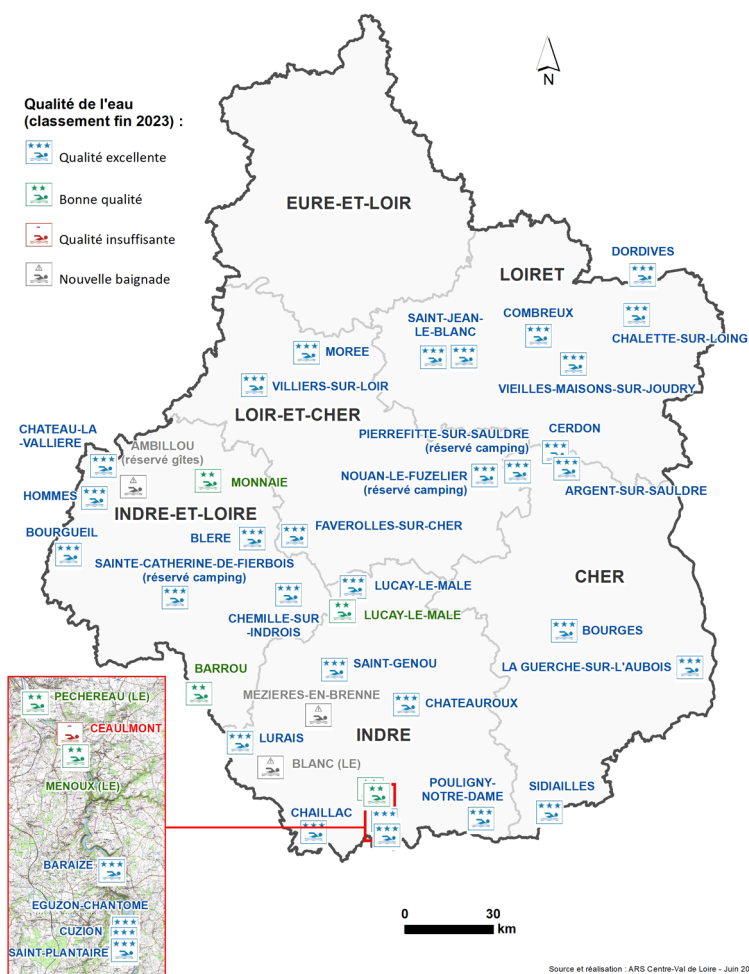 N
Qualité de l'eau
(classement fin 2023) :
Qualité excellente
Bonne qualité
Qualité insuffisante
Nouvelle baignade
EURE-ET-LOIR
LOIRET
DORDIVES
SAINT-JEAN-
LE-BLANC
COMBREUX
CHALETTE-SUR-LOING
MOREE
VILLIERS-SUR-LOIR
VIEILLES-MAISONS-SUR-JOUDRY
LOIR-ET-CHER
CHATEAU-LA
-VALLIERE
AMBILLOU
(réservé gîtes)
PIERREFITTE-SUR-SAULDRE
(réservé camping)
CERDON
MONNAIE
NOUAN-LE-FUZELIER
(réservé camping)
ARGENT-SUR-SAULDRE
HOMMES
INDRE-ET-LOIRE
BOURGUEIL
BLERE
FAVEROLLES-SUR-CHER
SAINTE-CATHERINE-DE-FIERBOIS
(réservé camping)
CHER
LUCAY-LE-MALE
CHEMILLE-SUR
-INDROIS
LUCAY-LE-MALE
BOURGES
BARROU
SAINT-GENOU
LA GUERCHE-SUR-L'AUBOIS
MEZIERES-EN-BRENNE
CHATEAUROUX
LURAIS
INDRE
BLANC (LE)
POULIGNY-
NOTRE-DAME
SIDIAILLES
CHAILLAC
PECHEREAU (LE)
CEAULMONT
MENOUX (LE)
BARAIZE
EGUZON-CHANTOME
CUZION
SAINT-PLANTAIRE
0 30
km
Source et réalisation : ARS Centre-Val de Loire - Juin 20